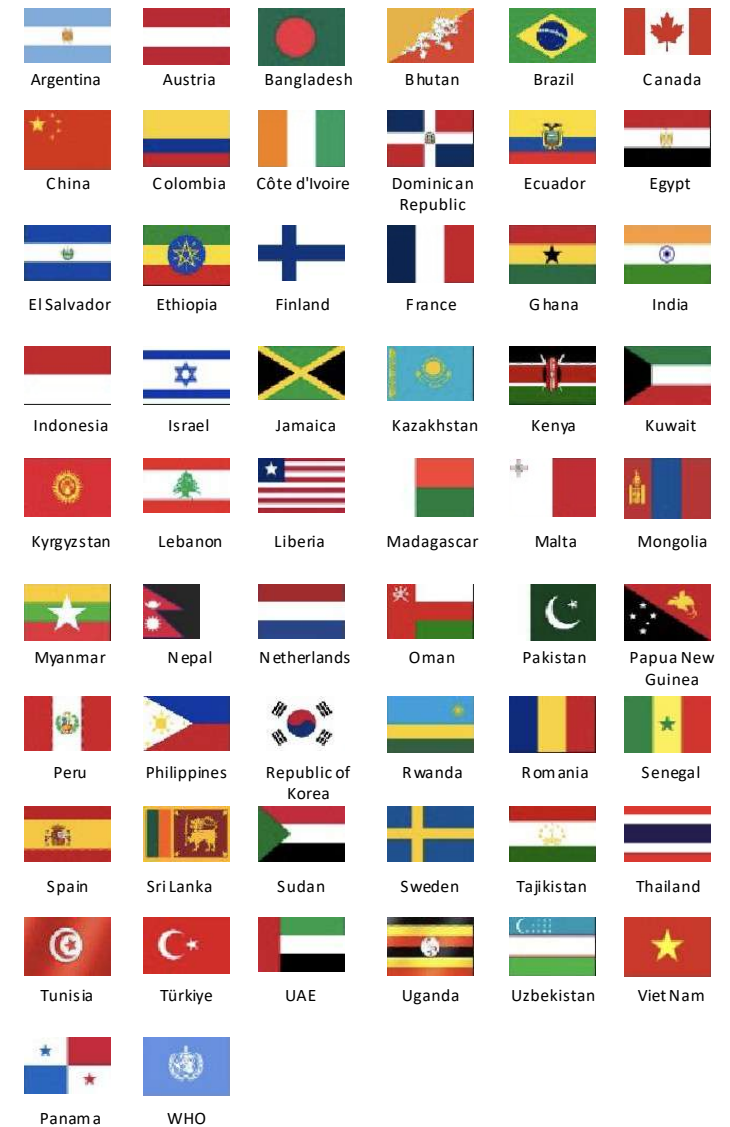 Argentina Austria Bangladesh Bhutan Brazil Canada
China Colombia Côte d'Ivoire Dominican Republic Ecuador Egypt
El Salvador Ethiopia Finland France Ghana India
Indonesia Israel Jamaica Kazakhstan Kenya Kuwait
Kyrgyzstan Lebanon Liberia Madagascar Malta Mongolia
Myanmar Nepal Netherlands Oman Pakistan Papua New Guinea
Peru Philippines Republic of Korea Rwanda Romania Senegal
Spain Sri Lanka Sudan Sweden Tajikistan Thailand
Tunisia Türkiye UAE Uganda Uzbekistan Viet Nam
Panama WHO